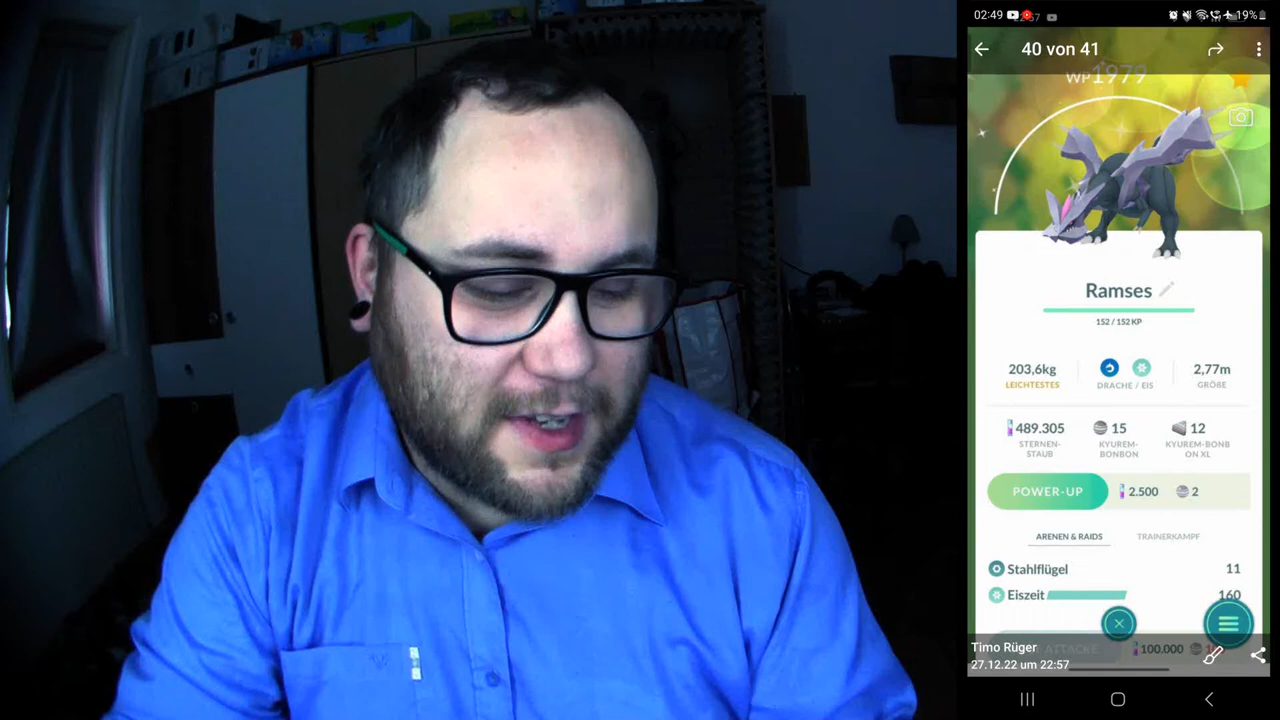 02:49
19%
40 von 41
WP1979
Ramses
152 / 152 KP
203,6kg
LEICHTESTES
DRACHE / EIS
2,77m
GRÖßE
489.305
STERNEN-
STAUB
15
KYUREM-
BONBON
12
KYUREM-BONB
ON XL
POWER-UP
2.500
2
ARENEN & RAIDS
TRAINERKAMPF
Stahlflügel
11
Eiszeit
160
ATTACKE
100.000
Timo Rüger
27.12.22 um 22:57